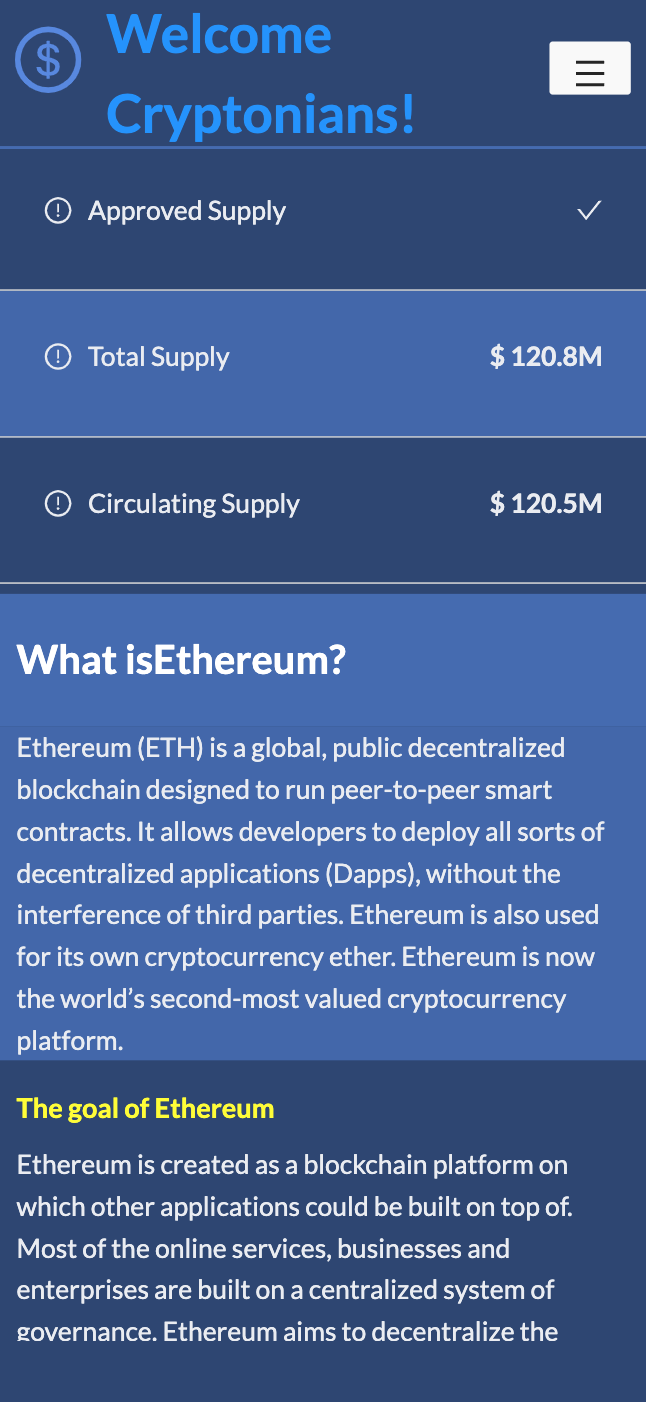 Welcome
Cryptonians!
$
Approved Supply
Total Supply $ 120.8M
Circulating Supply $ 120.5M
What isEthereum?
Ethereum (ETH) is a global, public decentralized
blockchain designed to run peer-to-peer smart
contracts. It allows developers to deploy all sorts of
decentralized applications (Dapps), without the
interference of third parties. Ethereum is also used
for its own cryptocurrency ether. Ethereum is now
the world’s second-most valued cryptocurrency
platform.
The goal of Ethereum
Ethereum is created as a blockchain platform on
which other applications could be built on top of.
Most of the online services, businesses and
enterprises are built on a centralized system of
governance. Ethereum aims to decentralize the